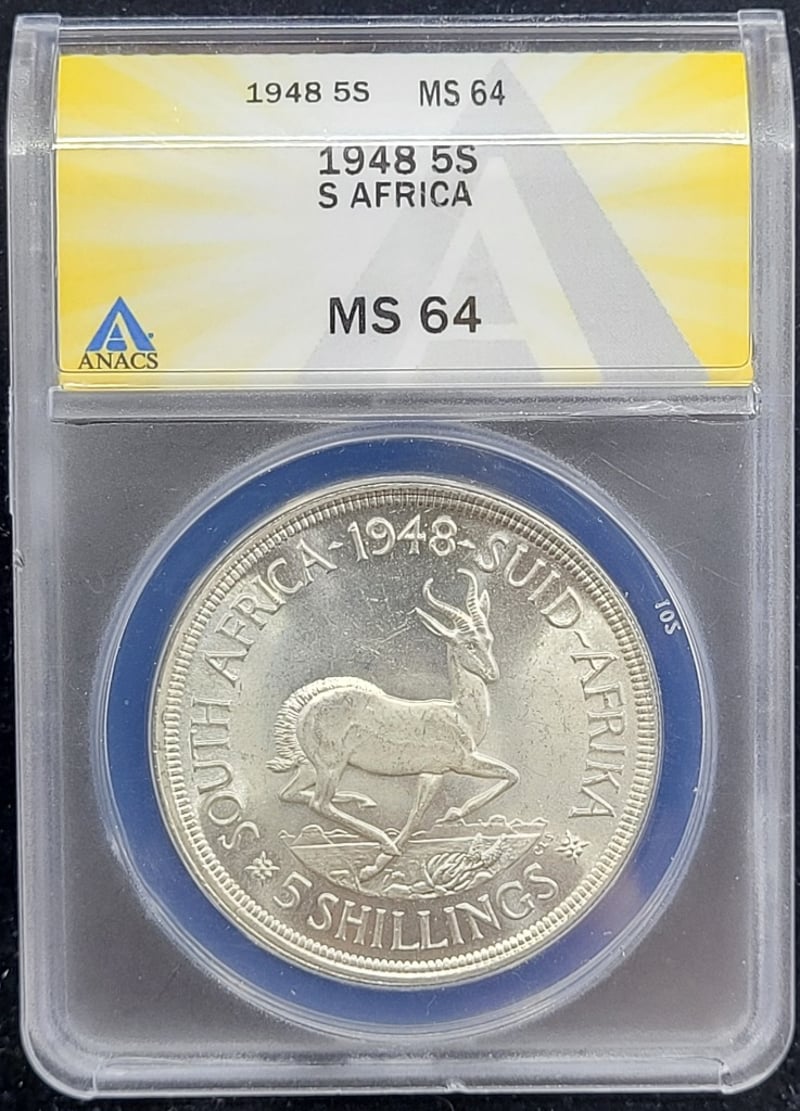 1948 5S MS 64
1948 5S
S AFRICA
MS 64
ANACS
SOUTH AFRICA~1948~SUID~AFRIKA
5 SHILLINGS